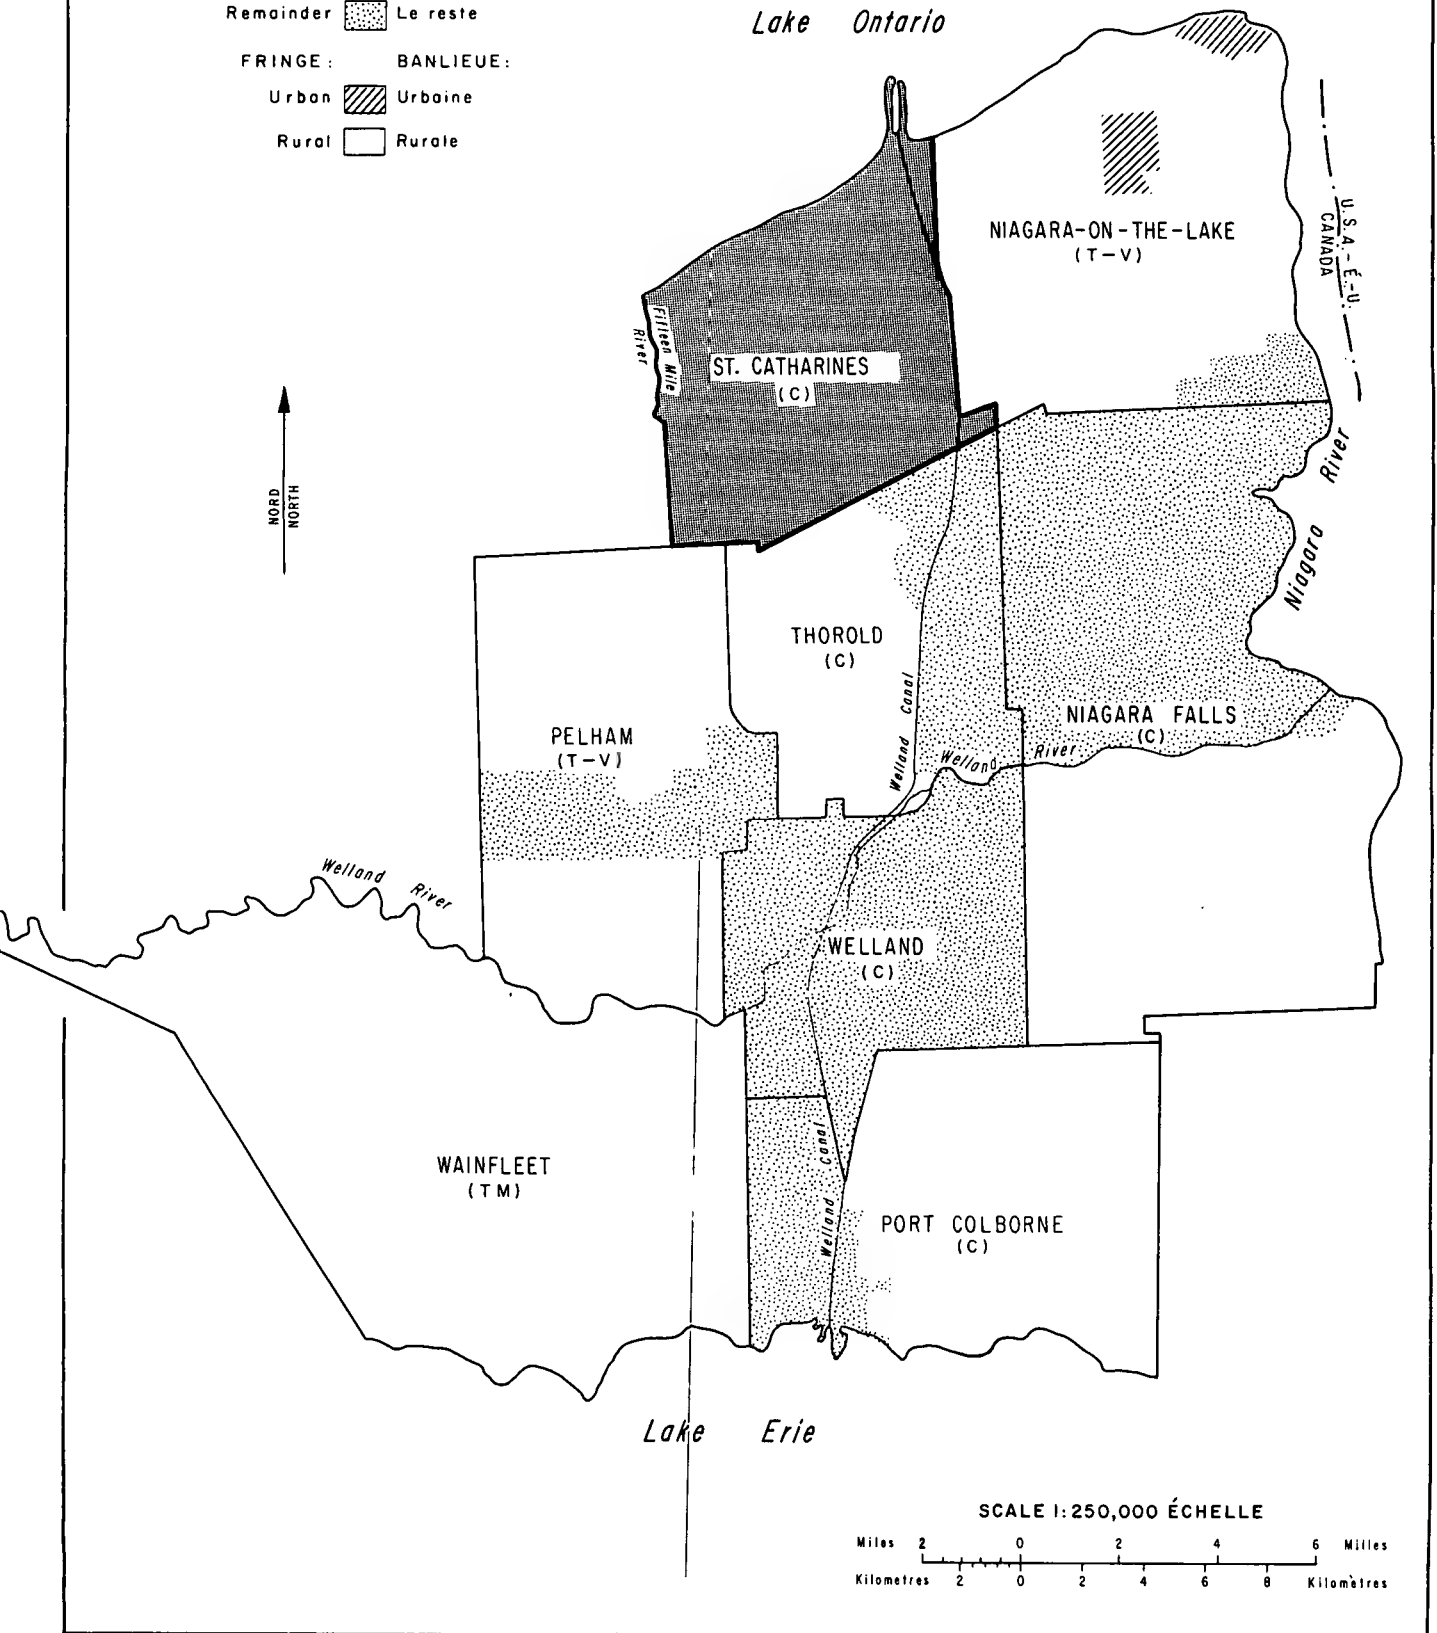 Remainder Le reste
FRINGE: BANLIEUE:
Urban Urbaine
Rural Rurale
Lake Ontario
NIAGARA-ON-THE-LAKE
(T-V)
U.S.A.-É.-U.
CANADA
Fifteen Mile
River
ST. CATHARINES
(C)
NORD
NORTH
Niagara River
THOROLD
(C)
Welland Canal
PELHAM
(T-V)
NIAGARA FALLS
(C)
Welland River
Welland River
WELLAND
(C)
WAINFLEET
(TM)
Welland Canal
PORT COLBORNE
(C)
Lake Erie
SCALE 1:250,000 ÉCHELLE
Miles 2 0 2 4 6 Milles
Kilometres 2 0 2 4 6 8 Kilomètres